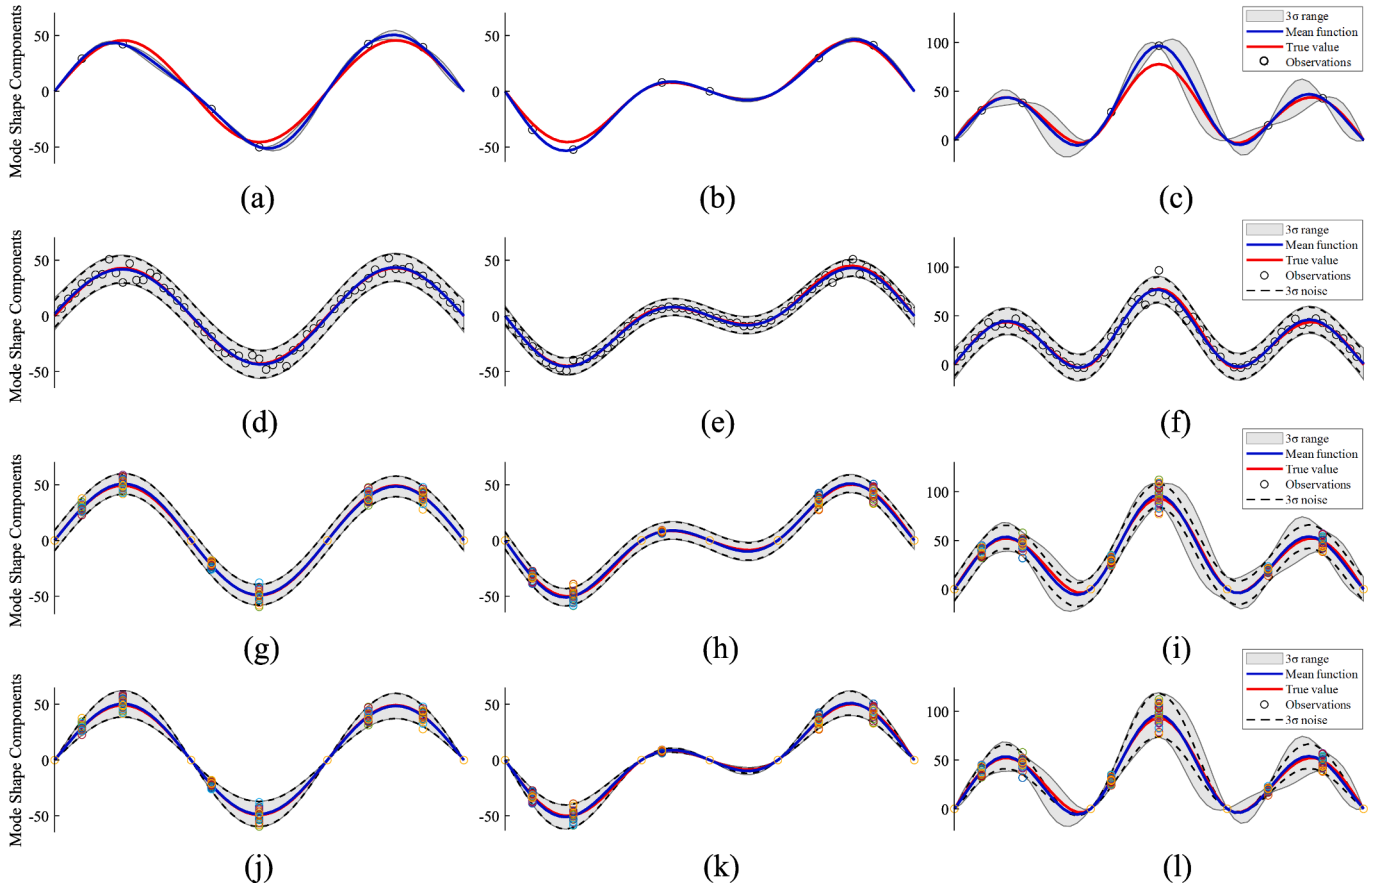 Mode Shape Components
50
0
-50
(a)
50
0
-50
(b)
100
50
0
3σ range
Mean function
True value
Observations
(c)
Mode Shape Components
50
0
-50
(d)
50
0
-50
(e)
100
50
0
3σ range
Mean function
True value
Observations
3σ noise
(f)
Mode Shape Components
50
0
-50
(g)
50
0
-50
(h)
100
50
0
3σ range
Mean function
True value
Observations
3σ noise
(i)
Mode Shape Components
50
0
-50
(j)
50
0
-50
(k)
100
50
0
3σ range
Mean function
True value
Observations
3σ noise
(l)